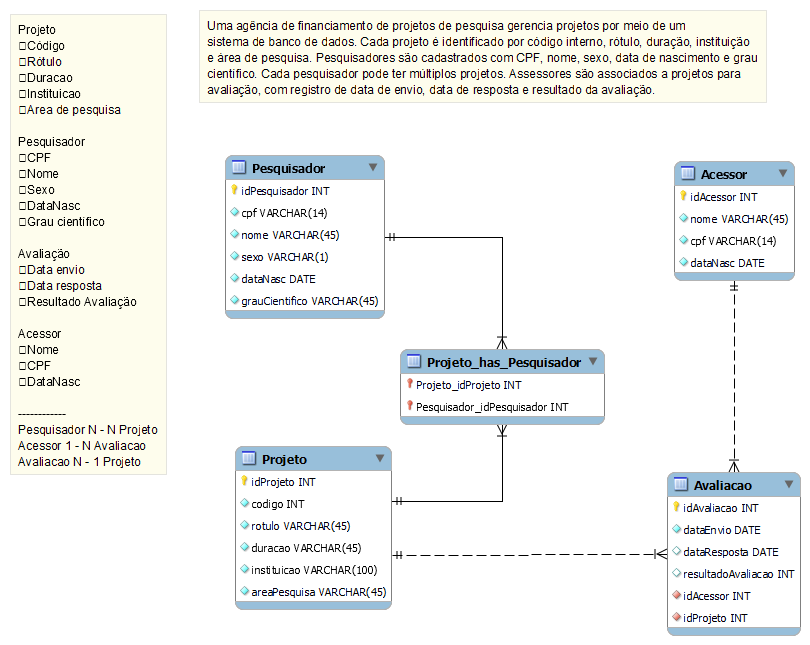 Projeto
Código
Rótulo
Duracao
Instituicao
Area de pesquisa
Pesquisador
CPF
Nome
Sexo
DataNasc
Grau cientifico
Avaliação
Data envio
Data resposta
Resultado Avaliação
Acessor
Nome
CPF
DataNasc
------------
Pesquisador N - N Projeto
Acessor 1 - N Avaliacao
Avaliacao N - 1 Projeto
Uma agência de financiamento de projetos de pesquisa gerencia projetos por meio de um
sistema de banco de dados. Cada projeto é identificado por código interno, rótulo, duração, instituição
e área de pesquisa. Pesquisadores são cadastrados com CPF, nome, sexo, data de nascimento e grau
científico. Cada pesquisador pode ter múltiplos projetos. Assessores são associados a projetos para
avaliação, com registro de data de envio, data de resposta e resultado da avaliação.
Pesquisador
idPesquisador INT
cpf VARCHAR(14)
nome VARCHAR(45)
sexo VARCHAR(1)
dataNasc DATE
grauCientifico VARCHAR(45)
Acessor
idAcessor INT
nome VARCHAR(45)
cpf VARCHAR(14)
dataNasc DATE
Projeto_has_Pesquisador
Projeto_idProjeto INT
Pesquisador_idPesquisador INT
Projeto
idProjeto INT
codigo INT
rotulo VARCHAR(45)
duracao VARCHAR(45)
instituicao VARCHAR(100)
areaPesquisa VARCHAR(45)
Avaliacao
idAvaliacao INT
dataEnvio DATE
dataResposta DATE
resultadoAvaliacao INT
idAcessor INT
idProjeto INT